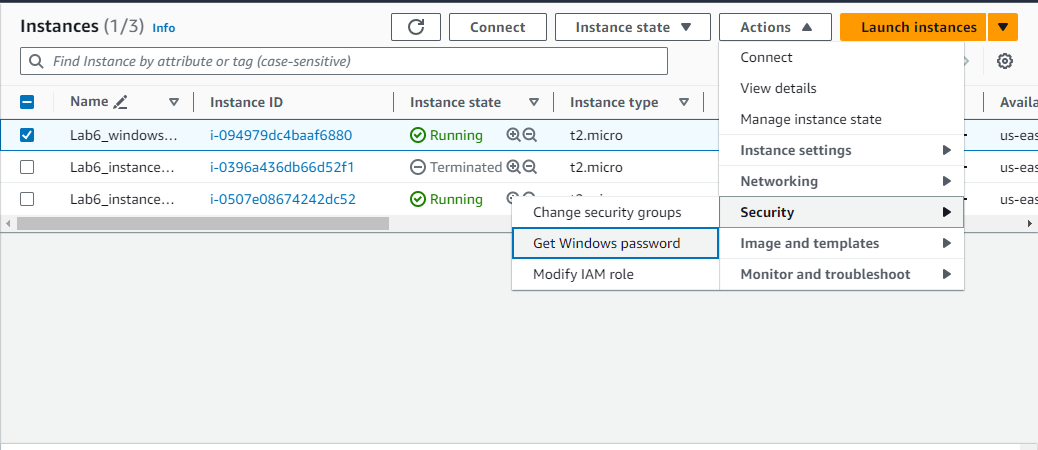 Instances (1/3) Info Connect Instance state Actions Launch instances
Find Instance by attribute or tag (case-sensitive)
Connect
View details
Manage instance state
Instance settings
Networking
Security
Image and templates
Monitor and troubleshoot
Change security groups
Get Windows password
Modify IAM role
Name Instance ID Instance state Instance type Availa
Lab6_windows... i-094979dc4baaf6880 Running t2.micro us-eas
Lab6_instance... i-0396a436db66d52f1 Terminated t2.micro us-eas
Lab6_instance... i-0507e08674242dc52 Running us-eas